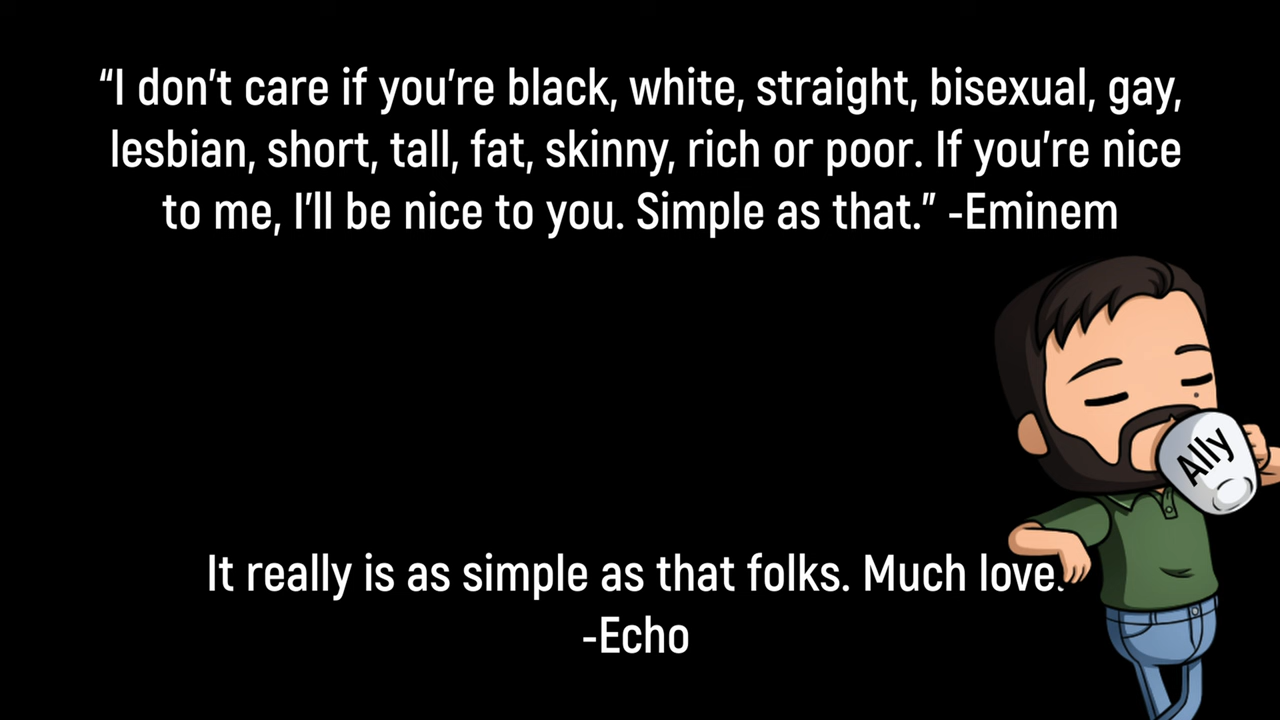 “I don’t care if you’re black, white, straight, bisexual, gay,
lesbian, short, tall, fat, skinny, rich or poor. If you’re nice
to me, I’ll be nice to you. Simple as that.” -Eminem
Ally
It really is as simple as that folks. Much love.
-Echo